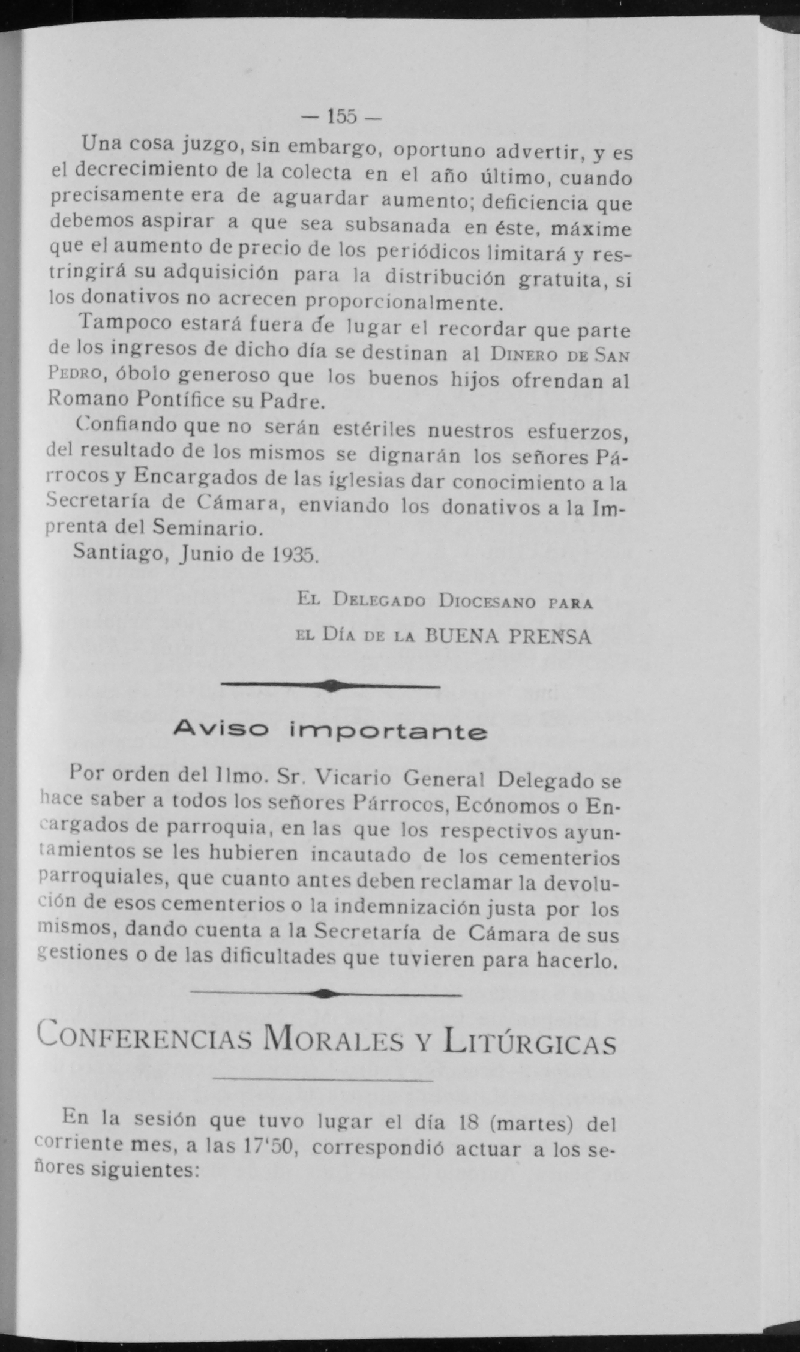 — 155 —
Una cosa juzgo, sin embargo, oportuno advertir, y es
el decrecimiento de la colecta en el año último, cuando
precisamente era de aguardar aumento; deficiencia que
debemos aspirar a que sea subsanada en éste, máxime
que el aumento de precio de los periódicos limitará y res-
tringirá su adquisición para la distribución gratuita, si
los donativos no acrecen proporcionalmente.
Tampoco estará fuera de lugar el recordar que parte
de los ingresos de dicho día se destinan al DINERO DE SAN
PEDRO, óbolo generoso que los buenos hijos ofrendan al
Romano Pontífice su Padre.
Confiando que no serán estériles nuestros esfuerzos,
del resultado de los mismos se dignarán los señores Pá-
rrocos y Encargados de las iglesias dar conocimiento a la
Secretaría de Cámara, enviando los donativos a la Im-
prenta del Seminario.
Santiago, Junio de 1935.
EL DELEGADO DIOCESANO PARA
EL DÍA DE LA BUENA PRENSA
Aviso importante
Por orden del Ilmo. Sr. Vicario General Delegado se
hace saber a todos los señores Párrocos, Ecónomos o En-
cargados de parroquia, en las que los respectivos ayun-
tamientos se les hubieren incautado de los cementerios
parroquiales, que cuanto antes deben reclamar la devolu-
ción de esos cementerios o la indemnización justa por los
mismos, dando cuenta a la Secretaría de Cámara de sus
gestiones o de las dificultades que tuvieren para hacerlo.
CONFERENCIAS MORALES Y LITÚRGICAS
En la sesión que tuvo lugar el día 18 (martes) del
corriente mes, a las 17'50, correspondió actuar a los se-
ñores siguientes: